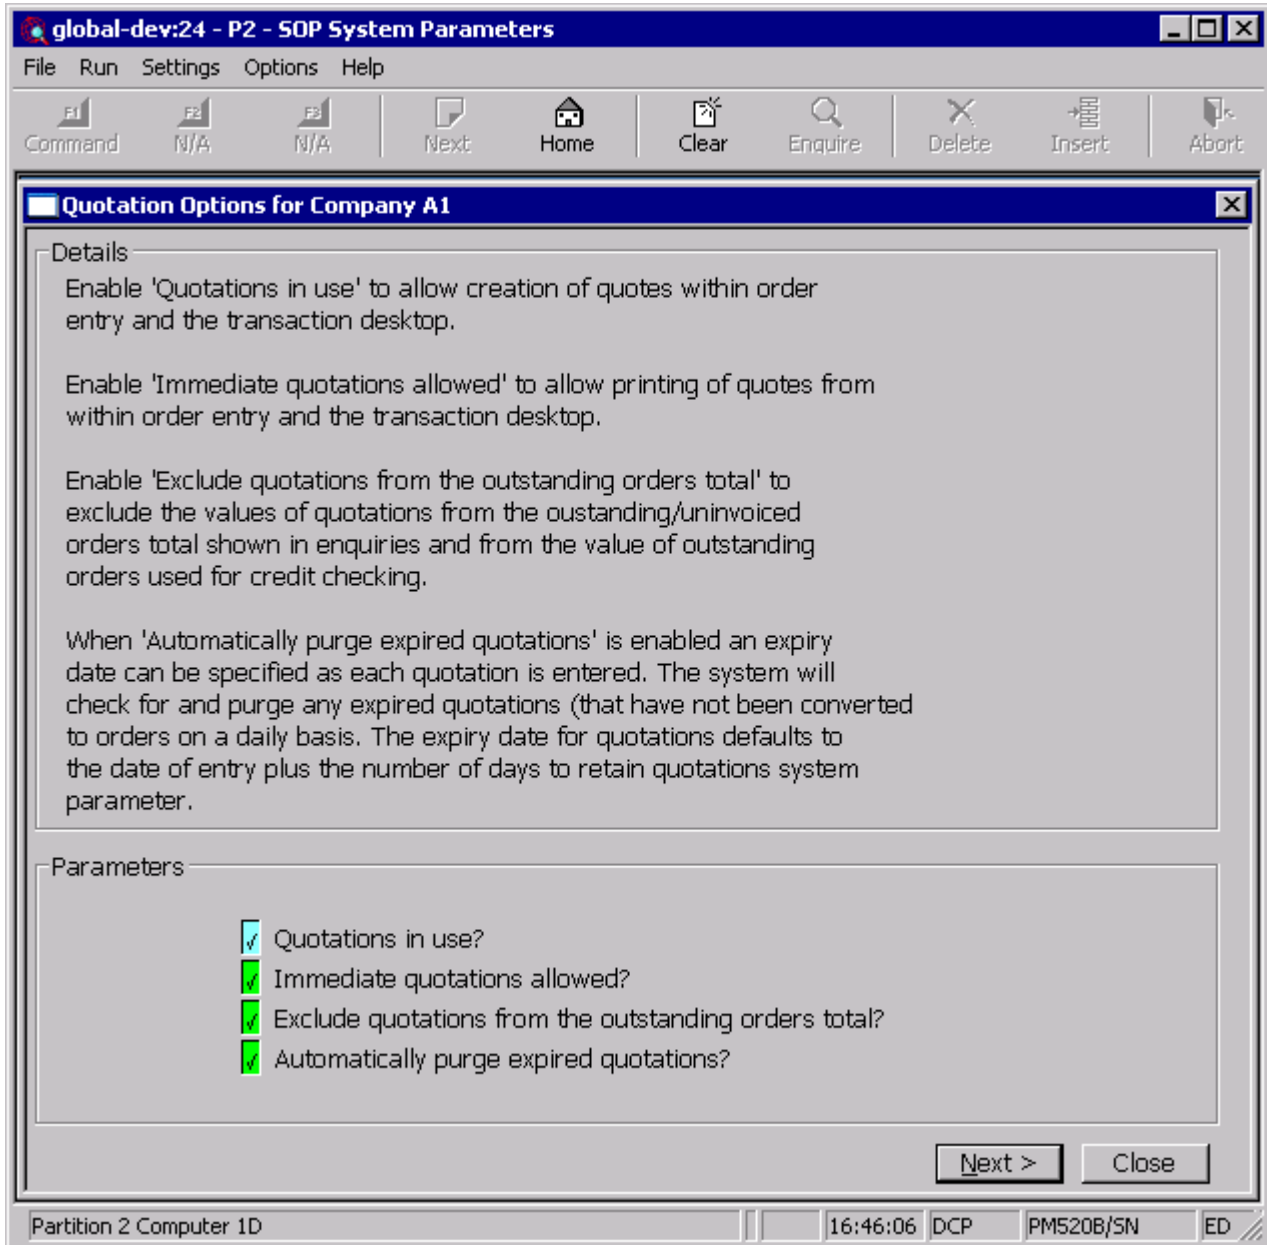 global-dev:24 - P2 - SOP System Parameters
File Run Settings Options Help
F1 F2 F3
Command N/A N/A Next Home Clear Enquire Delete Insert Abort
Quotation Options for Company A1
Details
Enable 'Quotations in use' to allow creation of quotes within order
entry and the transaction desktop.
Enable 'Immediate quotations allowed' to allow printing of quotes from
within order entry and the transaction desktop.
Enable 'Exclude quotations from the outstanding orders total' to
exclude the values of quotations from the oustanding/uninvoiced
orders total shown in enquiries and from the value of outstanding
orders used for credit checking.
When 'Automatically purge expired quotations' is enabled an expiry
date can be specified as each quotation is entered. The system will
check for and purge any expired quotations (that have not been converted
to orders on a daily basis. The expiry date for quotations defaults to
the date of entry plus the number of days to retain quotations system
parameter.
Parameters
Quotations in use?
Immediate quotations allowed?
Exclude quotations from the outstanding orders total?
Automatically purge expired quotations?
Next > Close
Partition 2 Computer 1D 16:46:06 DCP PM520B/SN ED